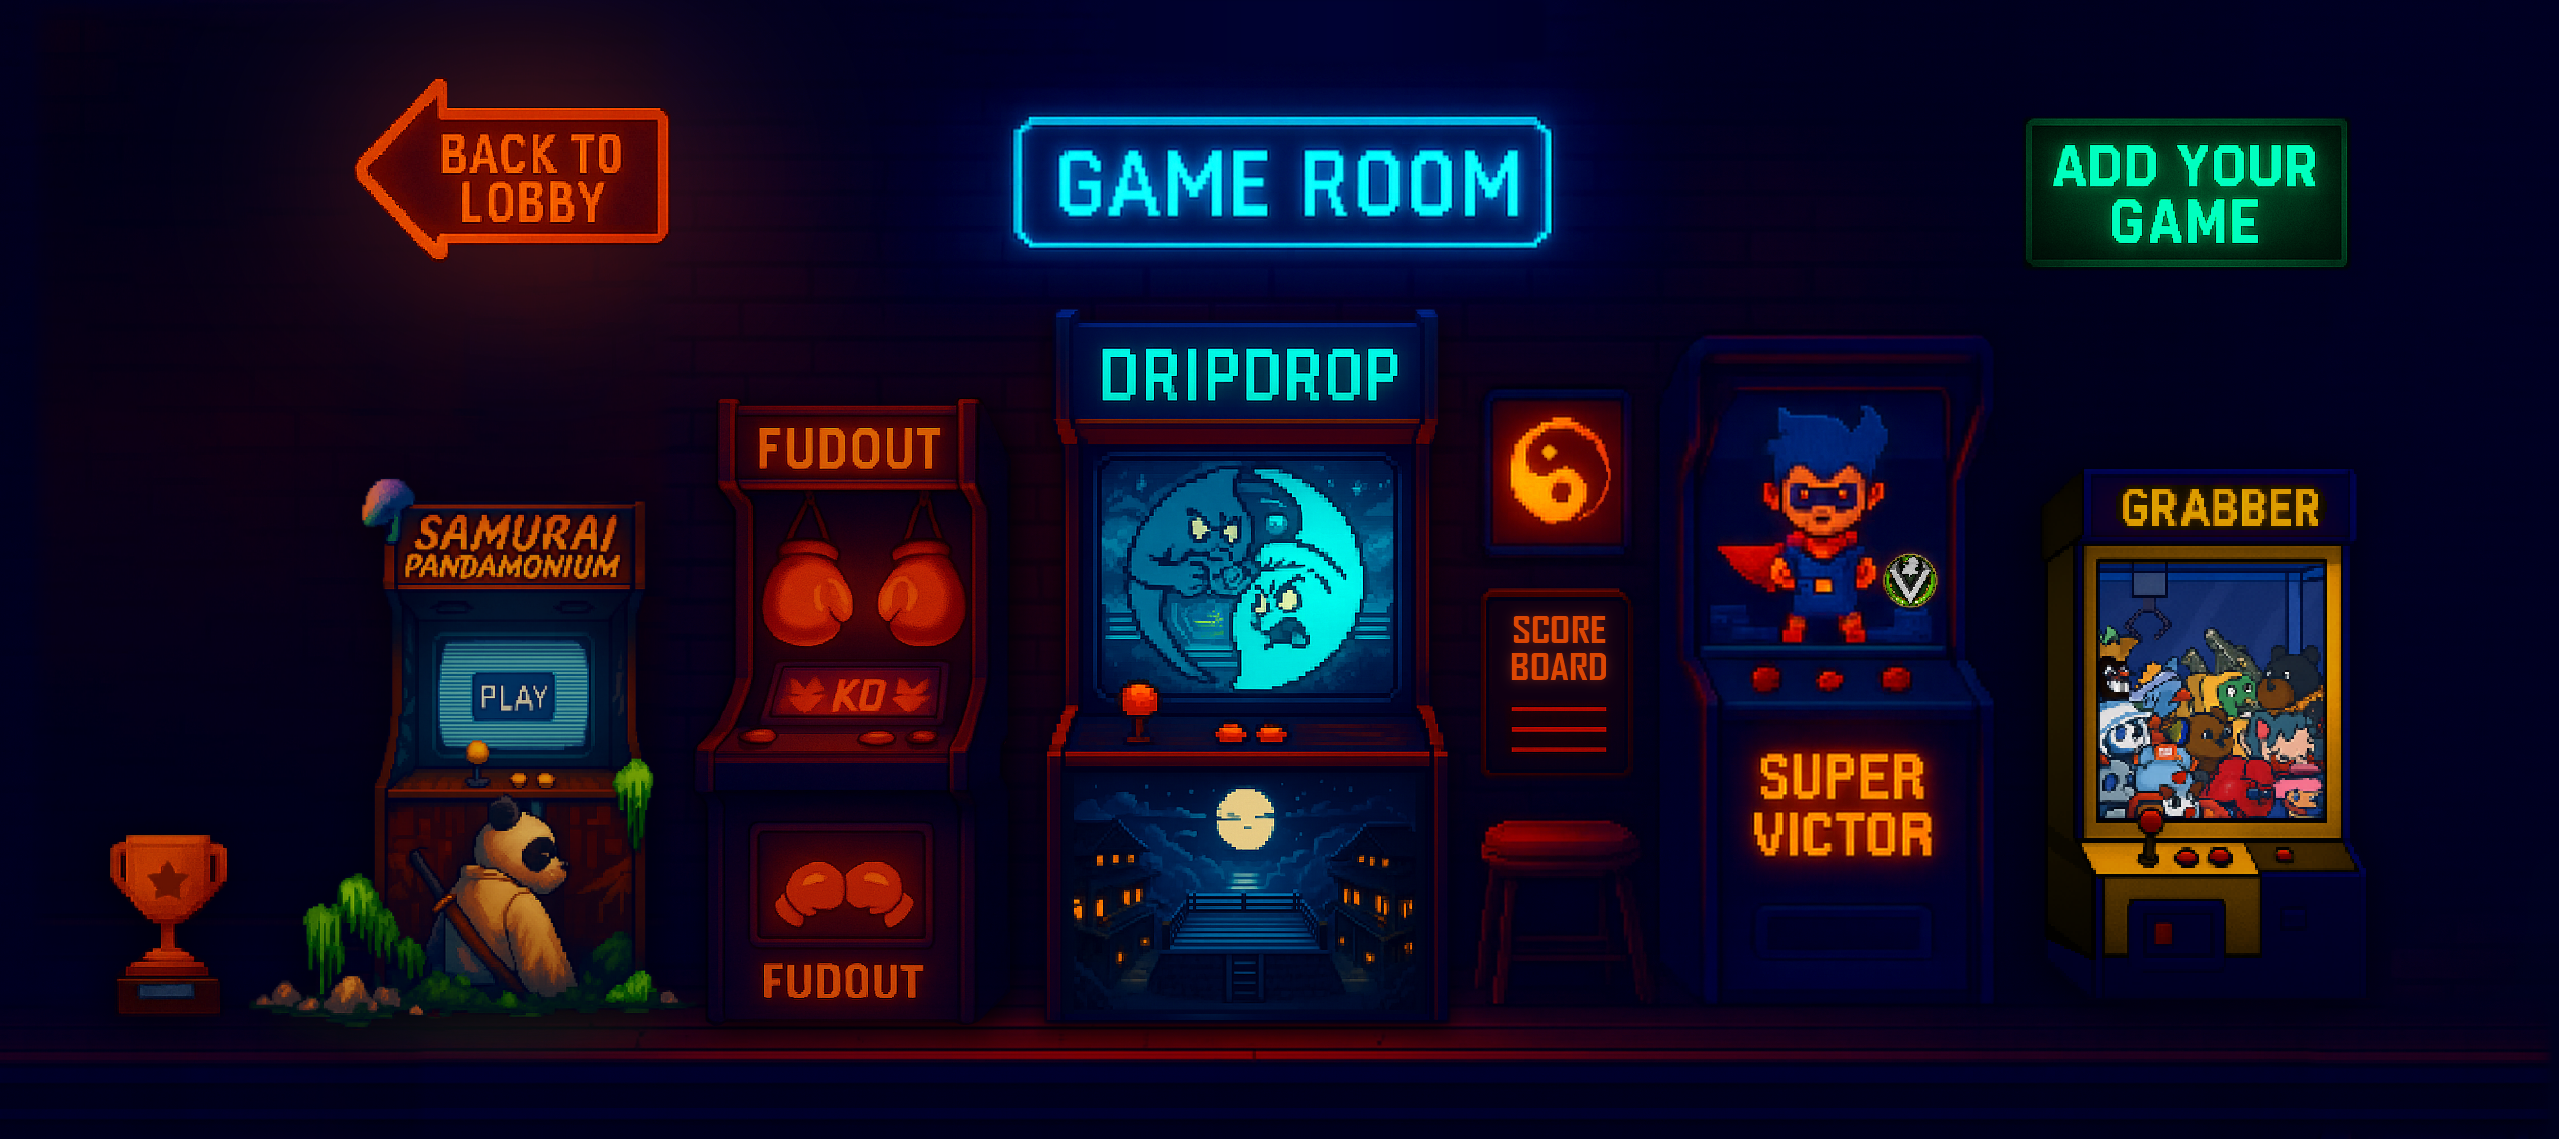 BACK TO
LOBBY
GAME ROOM
ADD YOUR
GAME
SAMURAI
PANDAMONIUM
PLAY
FUDOUT
KO
FUDOUT
DRIPDROP
SCORE
BOARD
SUPER
VICTOR
GRABBER